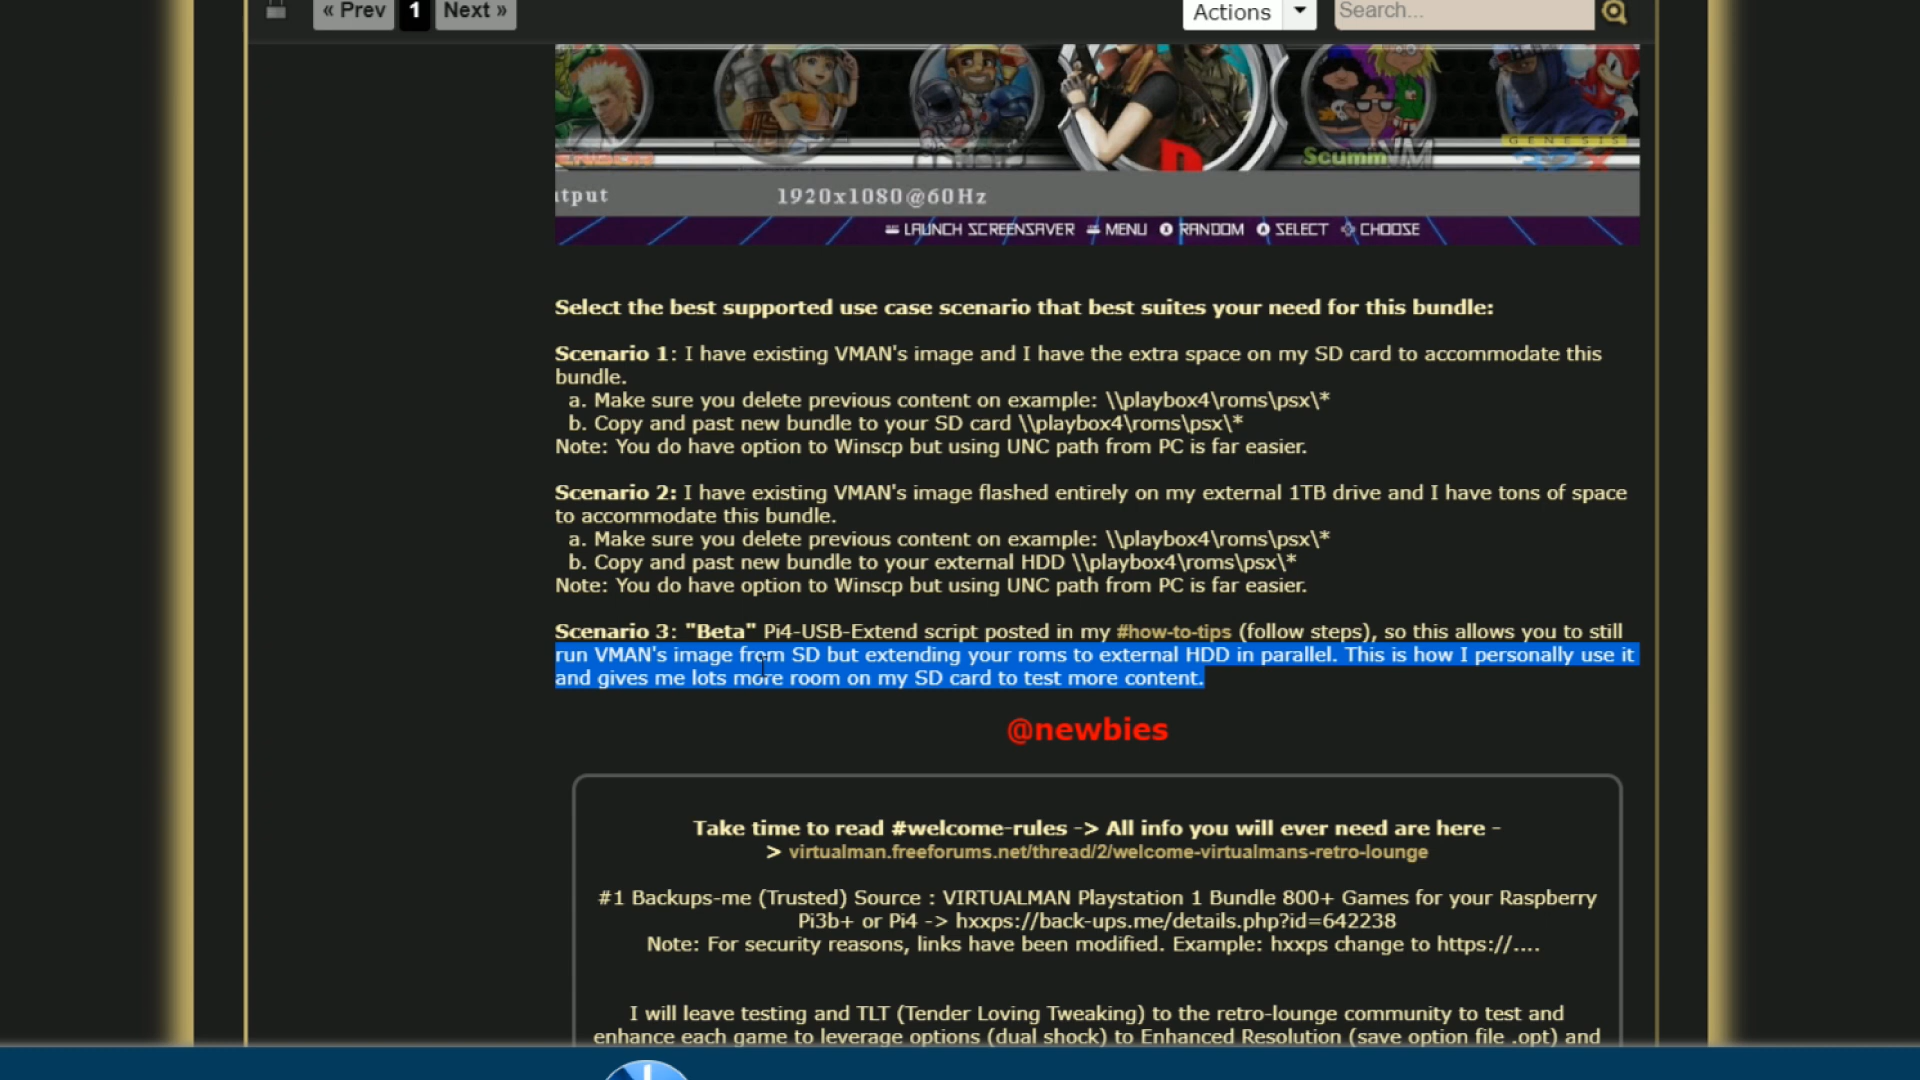 « Prev 1 Next »
Actions
Search...
ScummVM
GENESIS
tput 1920x1080@60Hz
LAUNCH SCREENSAVER MENU RANDOM SELECT CHOOSE
Select the best supported use case scenario that best suites your need for this bundle:
Scenario 1: I have existing VMAN's image and I have the extra space on my SD card to accommodate this
bundle.
a. Make sure you delete previous content on example: \\playbox4\roms\psx\*
b. Copy and past new bundle to your SD card \\playbox4\roms\psx\*
Note: You do have option to Winscp but using UNC path from PC is far easier.
Scenario 2: I have existing VMAN's image flashed entirely on my external 1TB drive and I have tons of space
to accommodate this bundle.
a. Make sure you delete previous content on example: \\playbox4\roms\psx\*
b. Copy and past new bundle to your external HDD \\playbox4\roms\psx\*
Note: You do have option to Winscp but using UNC path from PC is far easier.
Scenario 3: "Beta" Pi4-USB-Extend script posted in my #how-to-tips (follow steps), so this allows you to still
run VMAN's image from SD but extending your roms to external HDD in parallel. This is how I personally use it
and gives me lots more room on my SD card to test more content.
@newbies
Take time to read #welcome-rules -> All info you will ever need are here -
> virtualman.freeforums.net/thread/2/welcome-virtualmans-retro-lounge
#1 Backups-me (Trusted) Source : VIRTUALMAN Playstation 1 Bundle 800+ Games for your Raspberry
Pi3b+ or Pi4 -> hxxps://back-ups.me/details.php?id=642238
Note: For security reasons, links have been modified. Example: hxxps change to https://....
I will leave testing and TLT (Tender Loving Tweaking) to the retro-lounge community to test and
enhance each game to leverage options (dual shock) to Enhanced Resolution (save option file .opt) and